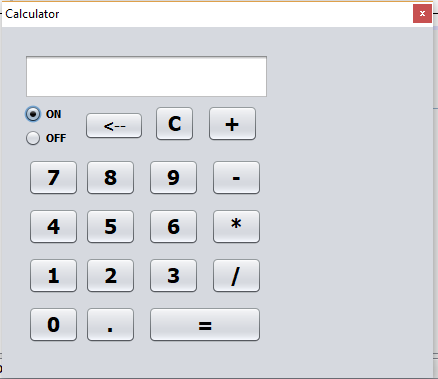 Calculator x
ON
<-- C +
OFF
7 8 9 -
4 5 6 *
1 2 3 /
0 . =